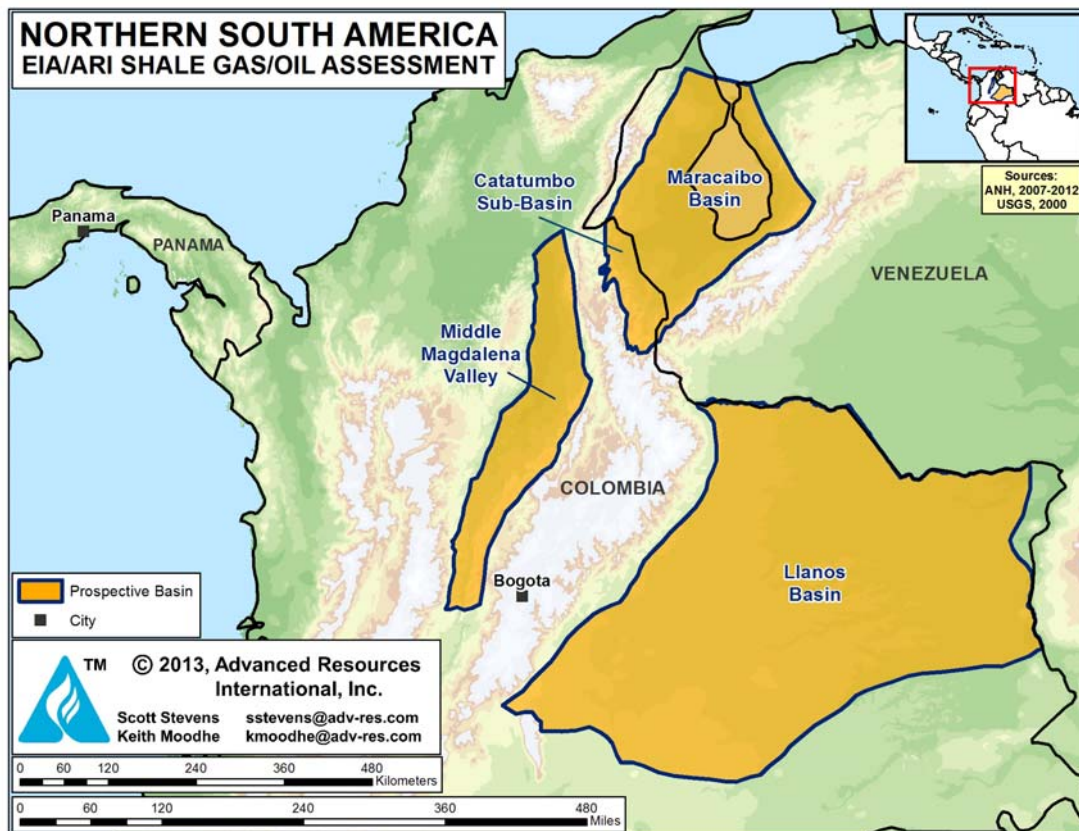 NORTHERN SOUTH AMERICA
EIA/ARI SHALE GAS/OIL ASSESSMENT
Sources:
ANH, 2007-2012
USGS, 2000
Catatumbo
Sub-Basin
Maracaibo
Basin
Panama
PANAMA
VENEZUELA
Middle
Magdalena
Valley
COLOMBIA
Llanos
Basin
Bogota
Prospective Basin
City
TM
© 2013, Advanced Resources
International, Inc.
Scott Stevens sstevens@adv-res.com
Keith Moodhe kmoodhe@adv-res.com
0 60 120 240 360 480
Kilometers
0 60 120 240 360 480
Miles